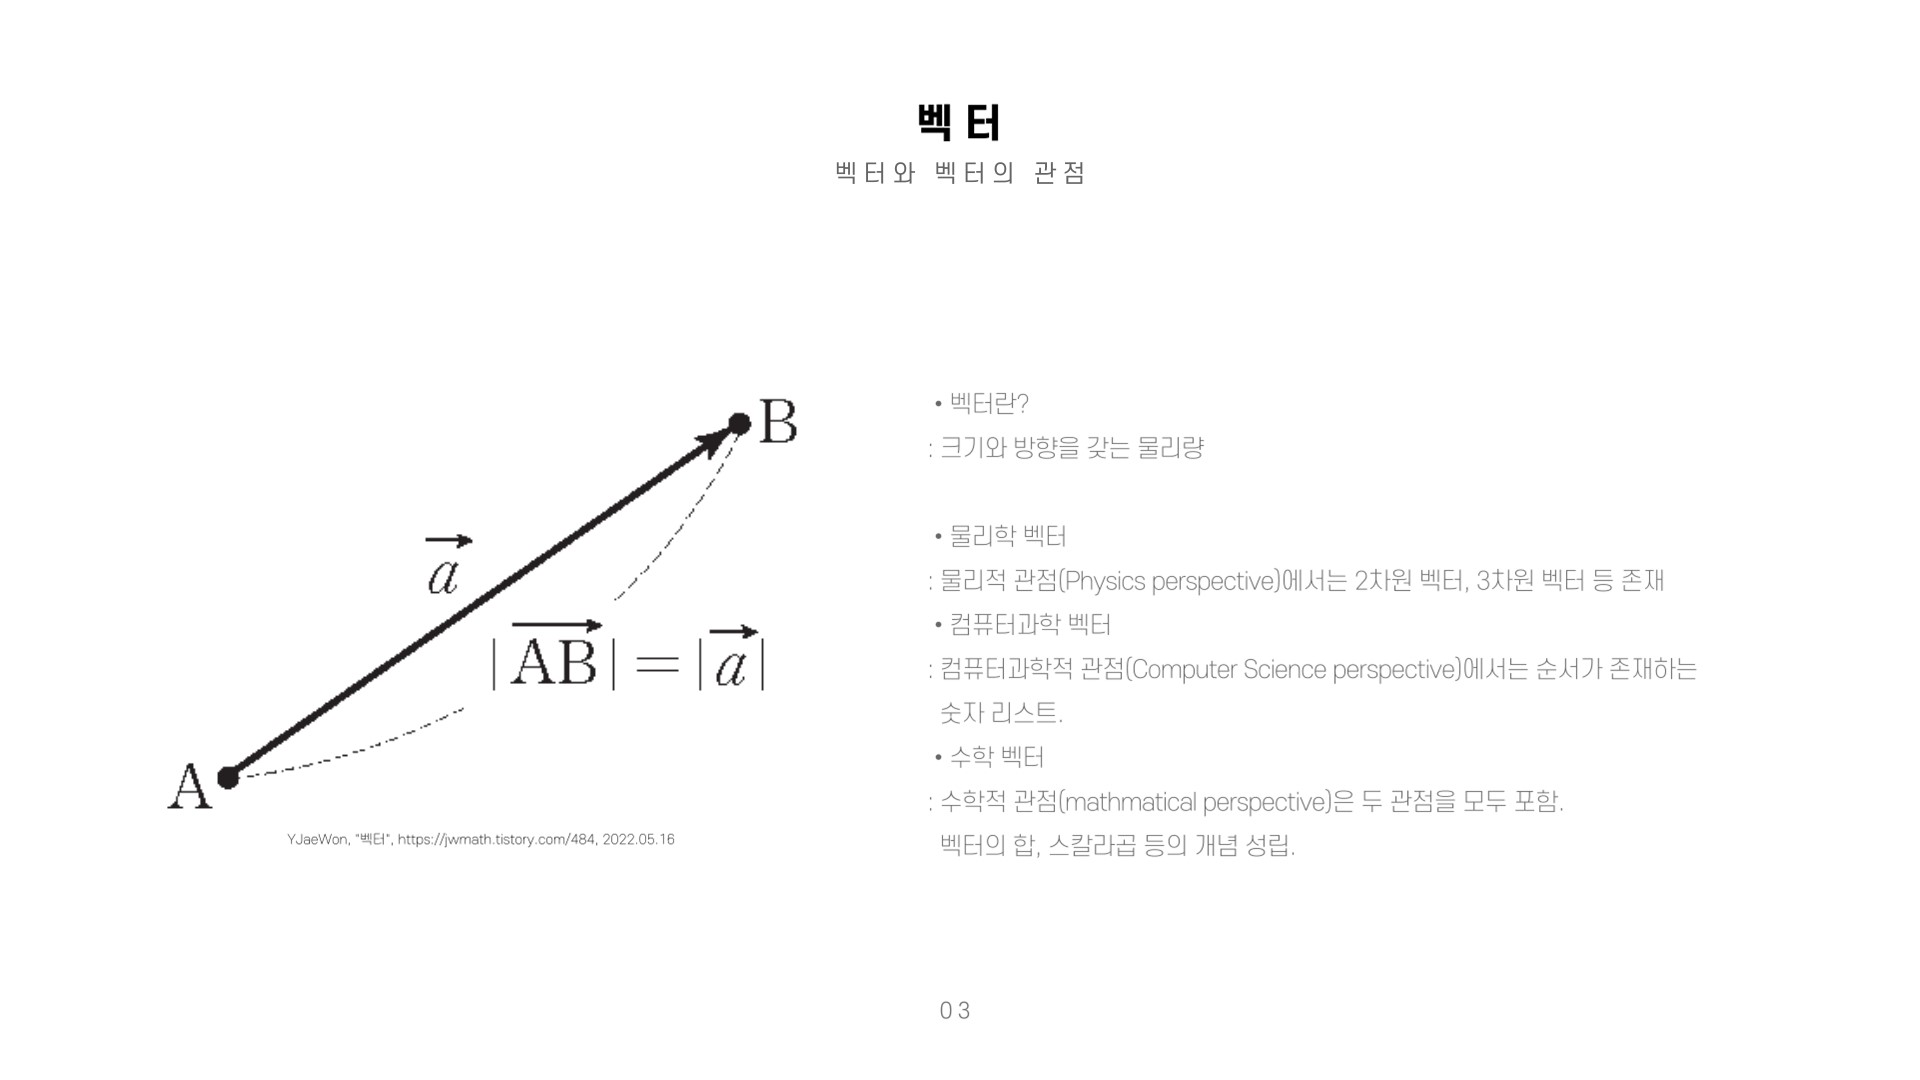 벡터
벡터와 벡터의 관점
B
a
|AB| = |a|
A
YJaeWon, "벡터", https://jwmath.tistory.com/484, 2022.05.16
• 벡터란?
: 크기와 방향을 갖는 물리량
• 물리학 벡터
: 물리적 관점(Physics perspective)에서는 2차원 벡터, 3차원 벡터 등 존재
• 컴퓨터과학 벡터
: 컴퓨터과학적 관점(Computer Science perspective)에서는 순서가 존재하는
숫자 리스트.
• 수학 벡터
: 수학적 관점(mathmatical perspective)은 두 관점을 모두 포함.
벡터의 합, 스칼라곱 등의 개념 성립.
03